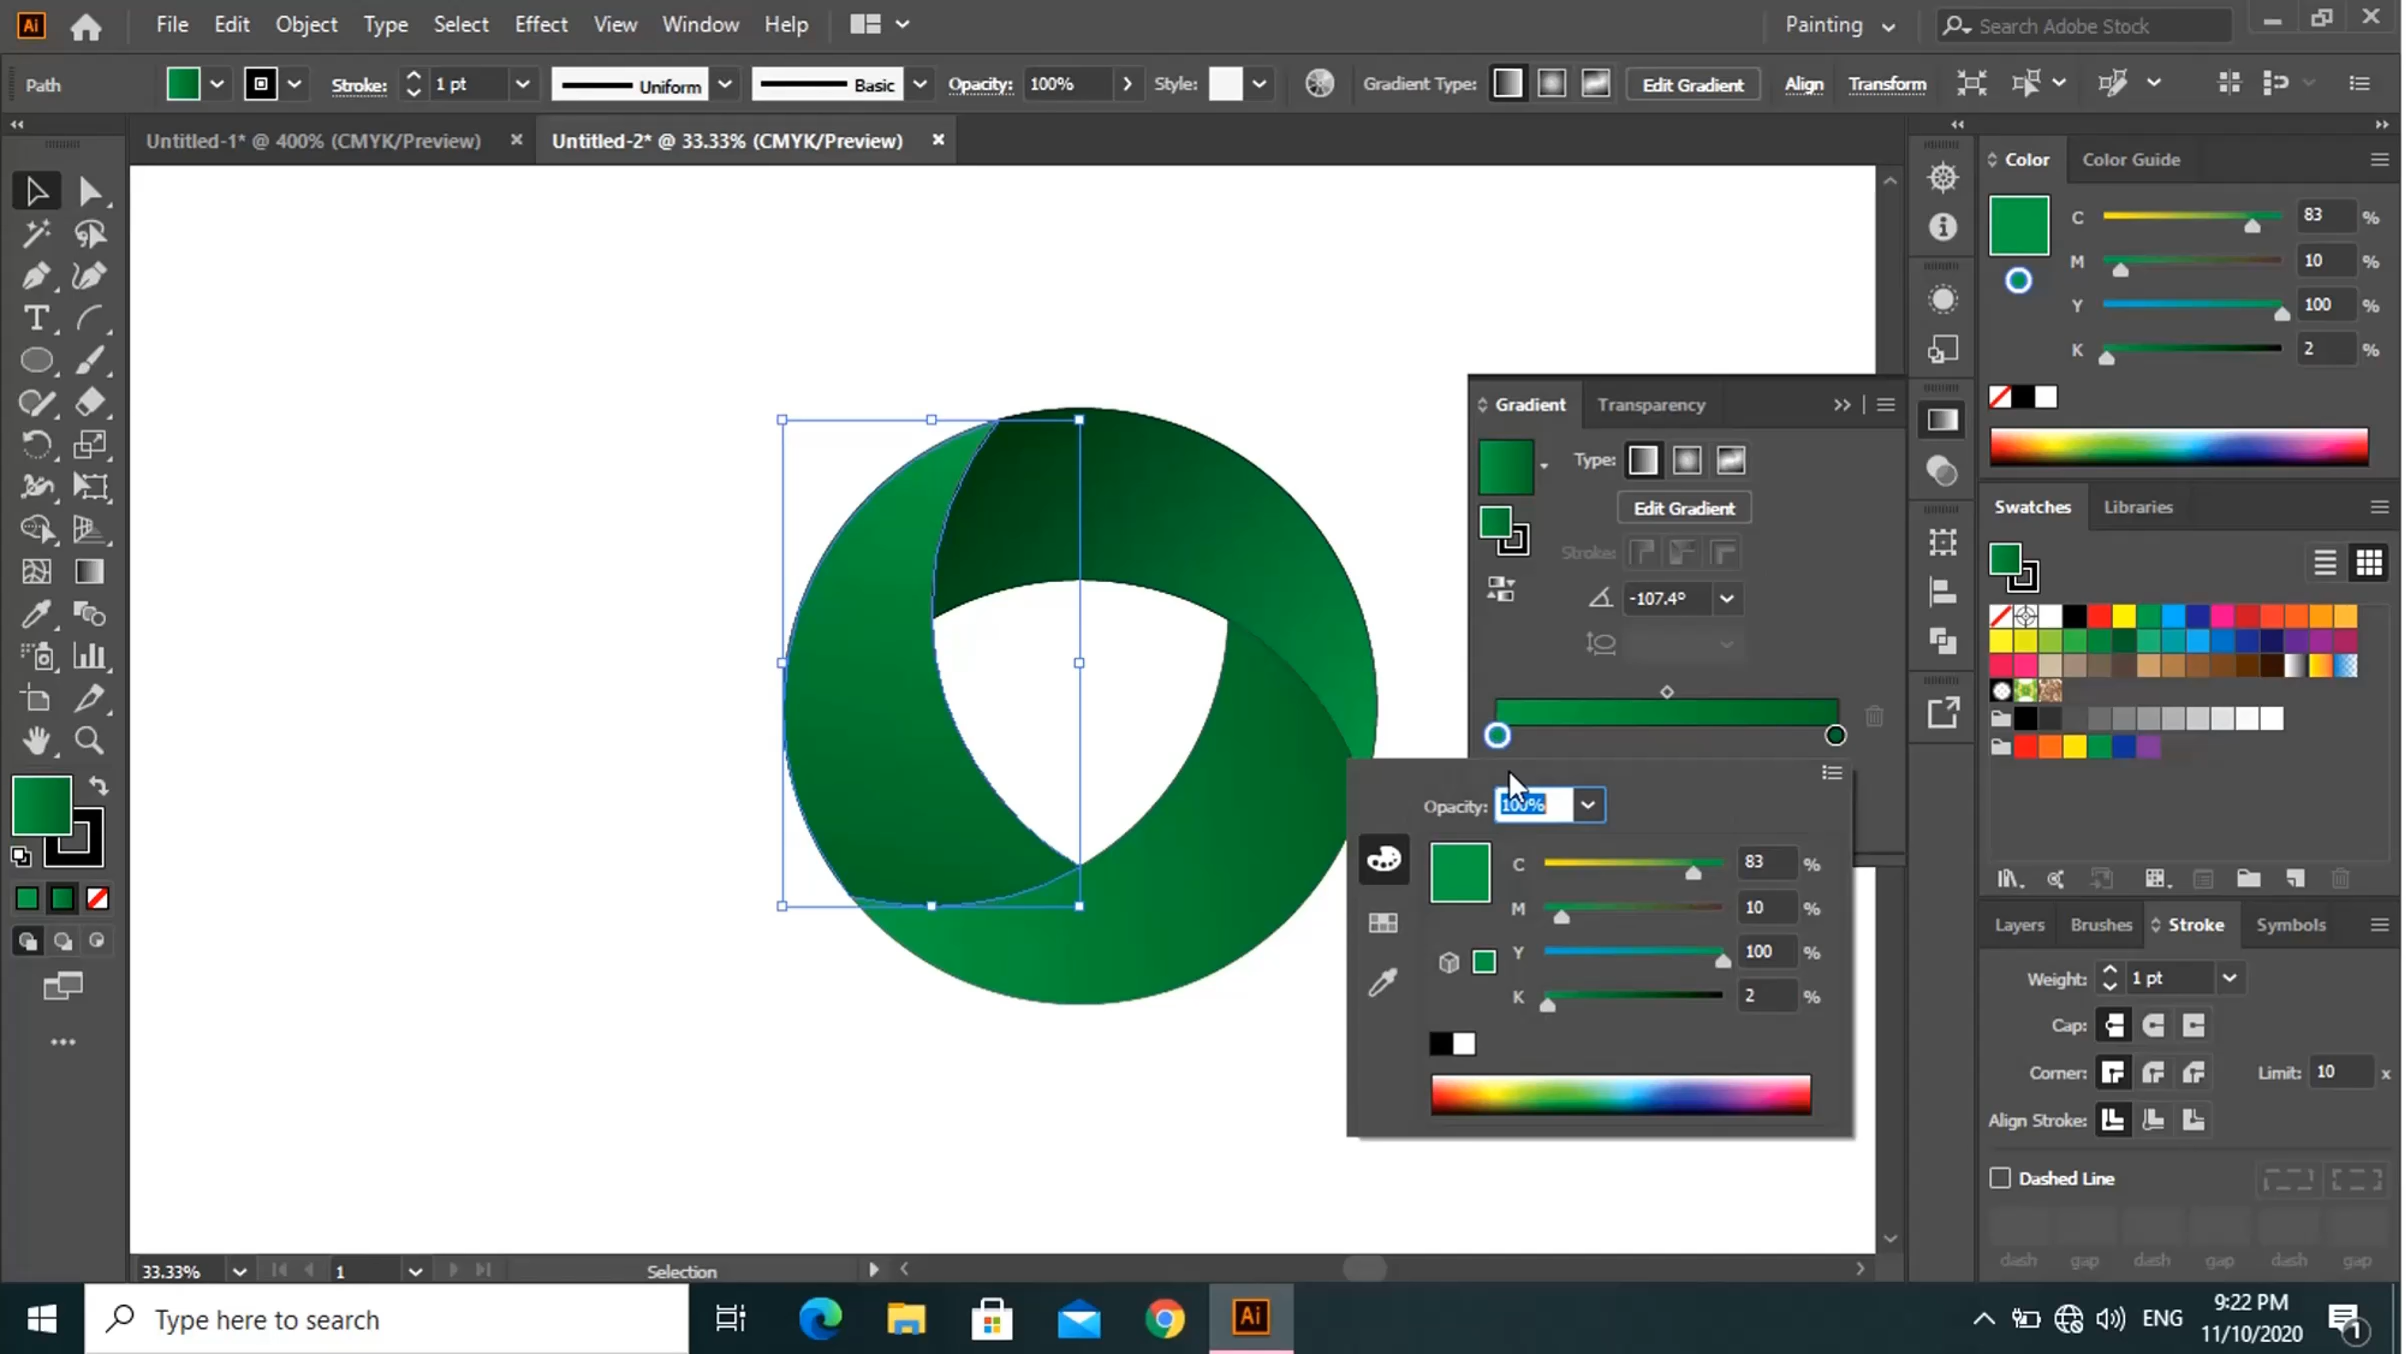 Ai File Edit Object Type Select Effect View Window Help Painting Search Adobe Stock
Path Stroke: 1 pt Uniform Basic Opacity: 100% Style: Gradient Type: Edit Gradient Align Transform
Untitled-1* @ 400% (CMYK/Preview) Untitled-2* @ 33.33% (CMYK/Preview)
Color Color Guide
C 83 %
M 10 %
Y 100 %
K 2 %
Gradient Transparency
Type:
Edit Gradient
Stroke:
-107.4°
Opacity: 100%
C 83 %
M 10 %
Y 100 %
K 2 %
Swatches Libraries
Layers Brushes Stroke Symbols
Weight: 1 pt
Cap:
Corner: Limit: 10 x
Align Stroke:
Dashed Line
dash gap dash gap dash gap
33.33% 1 Selection
Type here to search
Ai
ENG
9:22 PM
11/10/2020
1